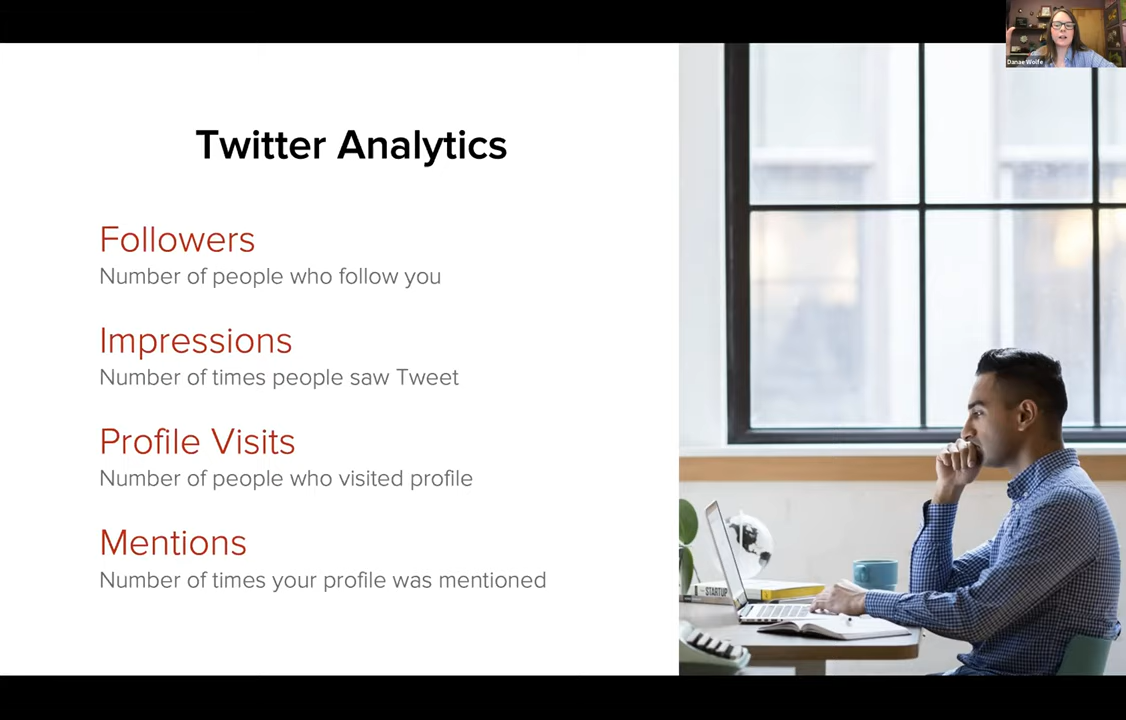 Danae Wolfe
Twitter Analytics
Followers
Number of people who follow you
Impressions
Number of times people saw Tweet
Profile Visits
Number of people who visited profile
Mentions
Number of times your profile was mentioned
STARTUP